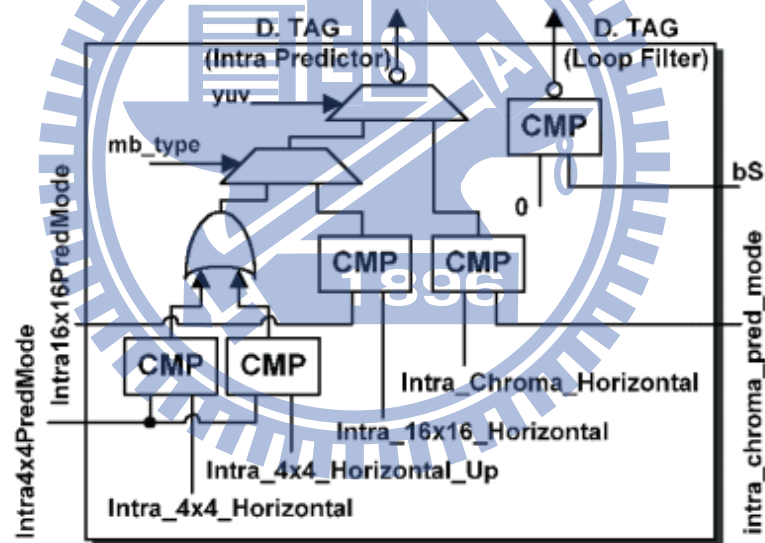 D. TAG
(Intra Predictor)
D. TAG
(Loop Filter)
yuv
CMP
mb_type
bS
0
CMP
CMP
1896
CMP
CMP
Intra_Chroma_Horizontal
Intra_16x16_Horizontal
Intra_4x4_Horizontal_Up
Intra_4x4_Horizontal
Intra4x4PredMode
Intra16x16PredMode
intra_chroma_pred_mode